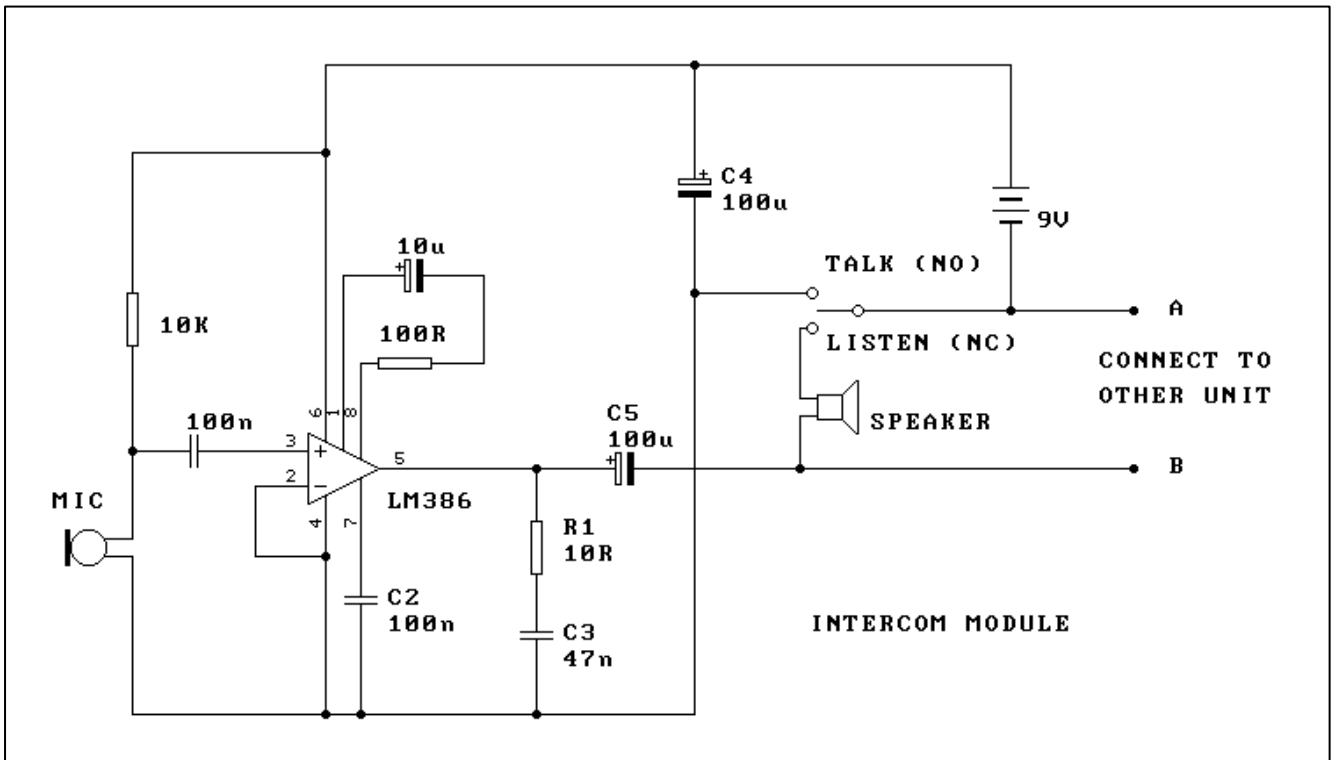 C4
+
100u
9V
10u
+
TALK (NO)
A
10K
100R
LISTEN (NC)
CONNECT TO
OTHER UNIT
100n
6
1
8
C5
100u
+
SPEAKER
3
+
2
−
5
B
MIC
LM386
4
7
R1
10R
C2
100n
C3
47n
INTERCOM MODULE